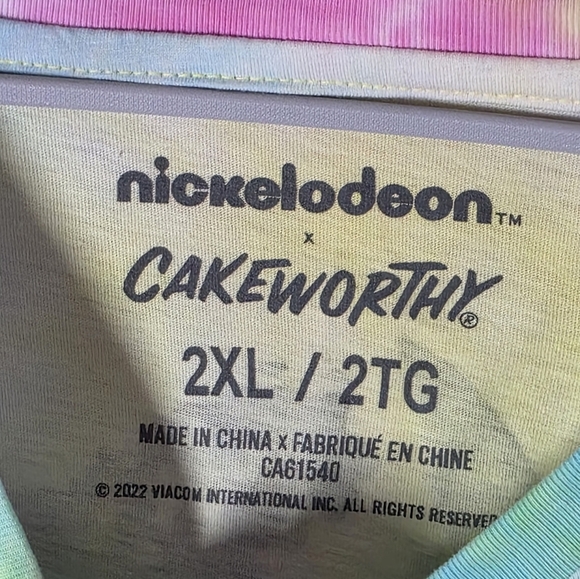 nickelodeon™
x
CAKEWORTHY®
2XL / 2TG
MADE IN CHINA x FABRIQUÉ EN CHINE
CA61540
© 2022 VIACOM INTERNATIONAL INC. ALL RIGHTS RESERVED